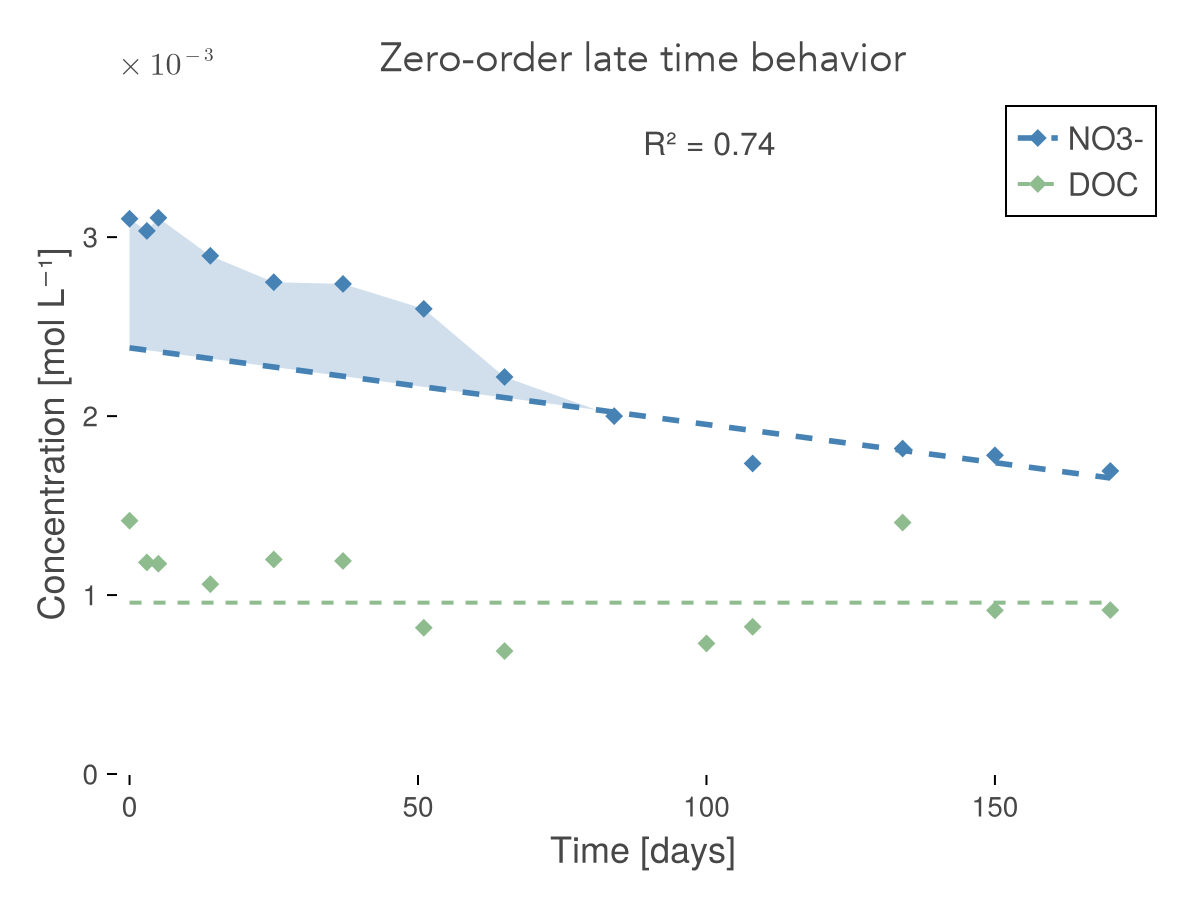 × 10⁻³
Zero-order late time behavior
R² = 0.74
NO3-
DOC
Concentration [mol L⁻¹]
3
2
1
0
0 50 100 150
Time [days]